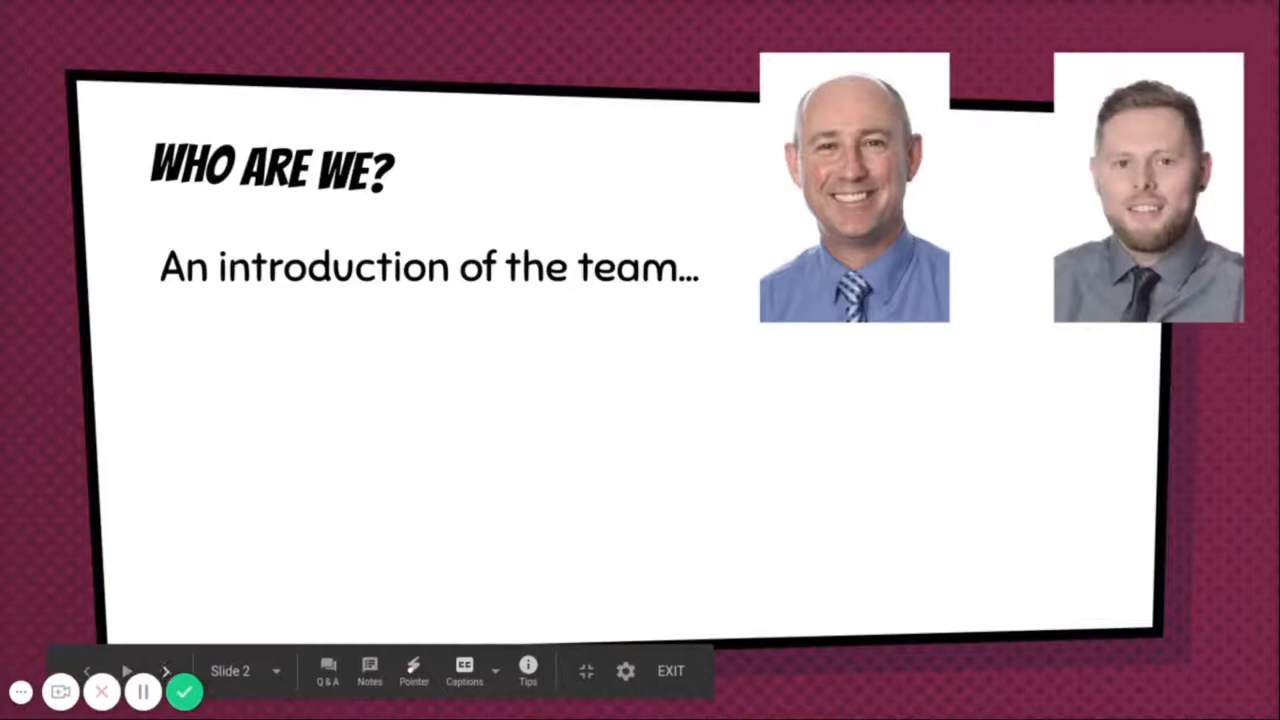 WHO ARE WE?
An introduction of the team...
Slide 2
Q & A
Notes
Pointer
Captions
Tips
EXIT